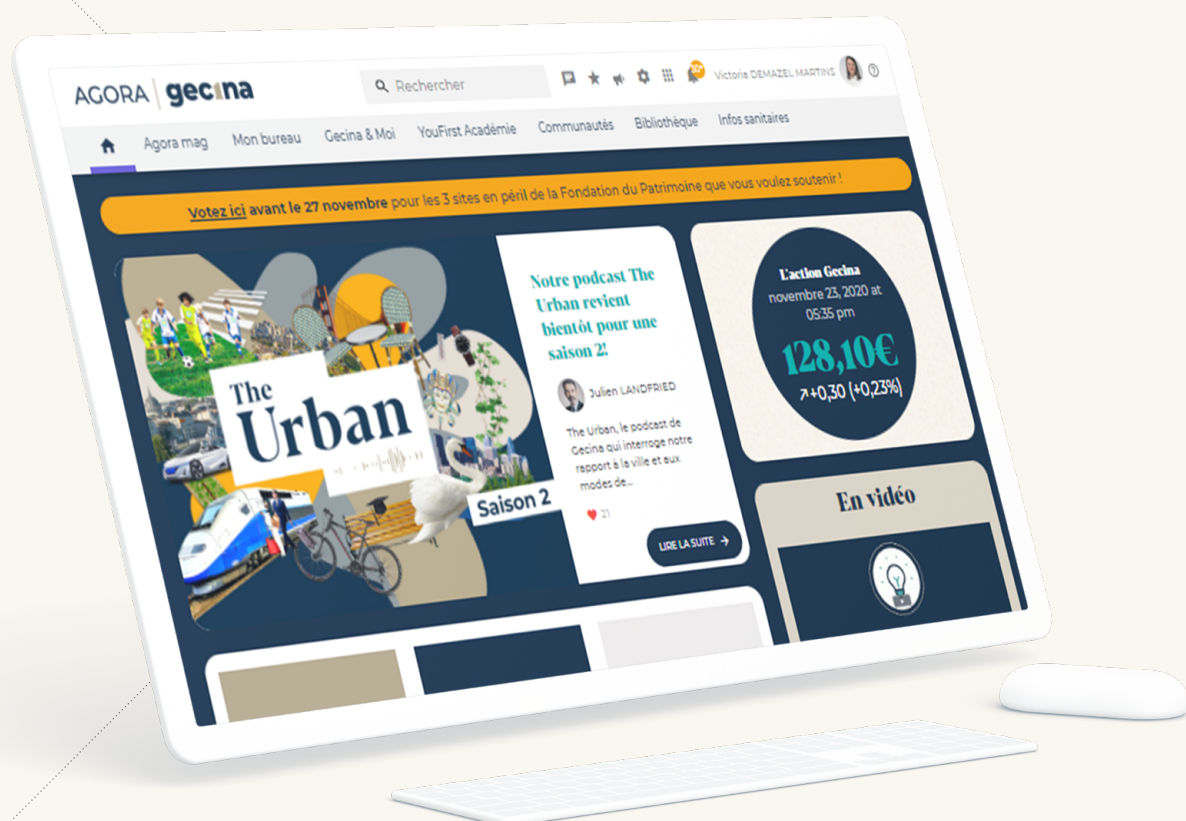 AGORA gecina
Rechercher
30+
Victoria DEMAZEL MARTINS
Agora mag Mon bureau Gecina & Moi YouFirst Académie Communautés Bibliothèque Infos sanitaires
Votez ici avant le 27 novembre pour les 3 sites en péril de la Fondation du Patrimoine que vous voulez soutenir !
The
Urban
Saison 2
Notre podcast The
Urban revient
bientôt pour une
saison 2!
Julien LANDFRIED
The Urban, le podcast de
Gecina qui interroge notre
rapport à la ville et aux
modes de...
21
LIRE LA SUITE →
L'action Gecina
novembre 23, 2020 at
05:35 pm
128,10€
↗+0,30 (+0,23%)
En vidéo